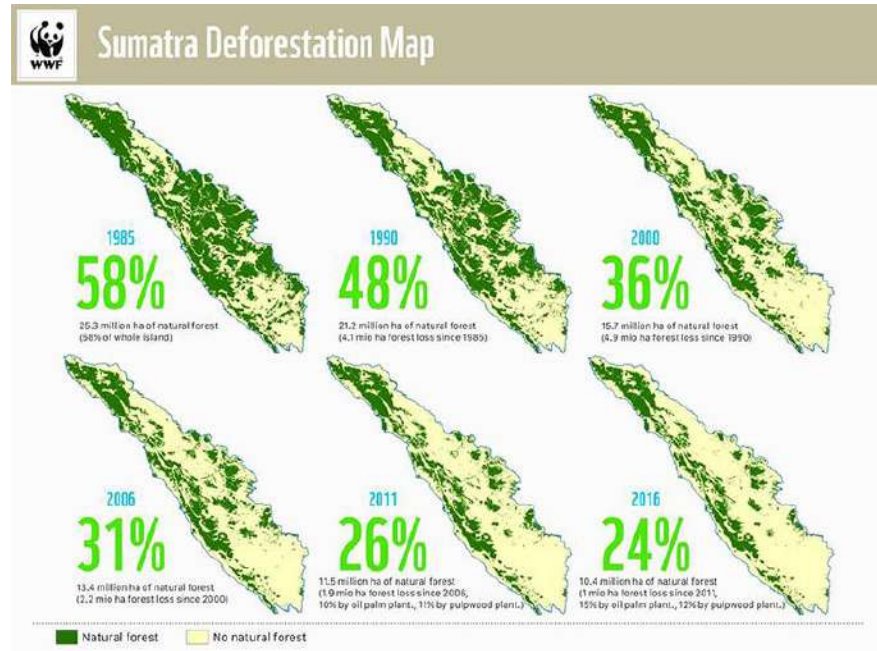 WWF
Sumatra Deforestation Map
1985
58%
25.3 million ha of natural forest
(58% of whole island)
1990
48%
21.2 million ha of natural forest
(4.1 mio ha forest loss since 1985)
2000
36%
15.7 million ha of natural forest
(4.9 mio ha forest loss since 1990)
2006
31%
13.4 million ha of natural forest
(2.2 mio ha forest loss since 2000)
2011
26%
11.5 million ha of natural forest
(1.9 mio ha forest loss since 2006,
10% by oil palm plant., 11% by pulpwood plant.)
2016
24%
10.4 million ha of natural forest
(1 mio ha forest loss since 2011,
15% by oil palm plant., 12% by pulpwood plant.)
Natural forest
No natural forest